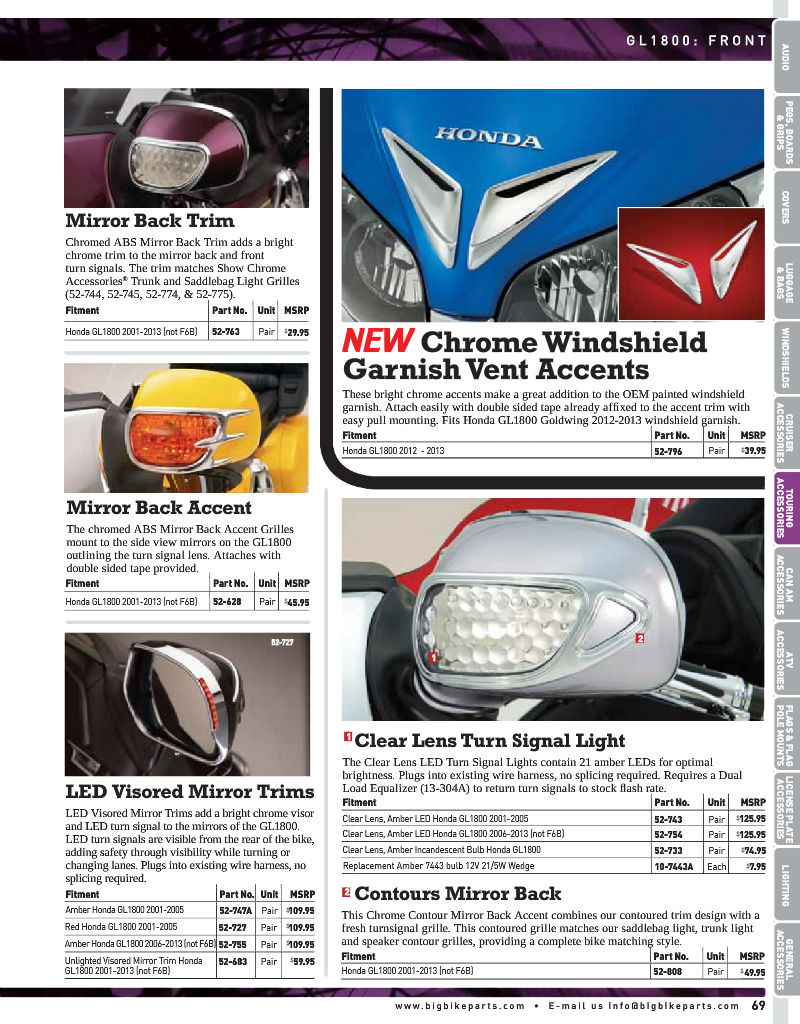 GL1800: FRONT
Mirror Back Trim
Chromed ABS Mirror Back Trim adds a bright
chrome trim to the mirror back and front
turn signals. The trim matches Show Chrome
Accessories® Trunk and Saddlebag Light Grilles
(52-744, 52-745, 52-774, & 52-775).
Fitment Part No. Unit MSRP
Honda GL1800 2001-2013 (not F6B) 52-763 Pair $29.95
Mirror Back Accent
The chromed ABS Mirror Back Accent Grilles
mount to the side view mirrors on the GL1800
outlining the turn signal lens. Attaches with
double sided tape provided.
Fitment Part No. Unit MSRP
Honda GL1800 2001-2013 (not F6B) 52-628 Pair $45.95
52-727
LED Visored Mirror Trims
LED Visored Mirror Trims add a bright chrome visor
and LED turn signal to the mirrors of the GL1800.
LED turn signals are visible from the rear of the bike,
adding safety through visibility while turning or
changing lanes. Plugs into existing wire harness, no
splicing required.
Fitment Part No. Unit MSRP
Amber Honda GL1800 2001-2005 52-747A Pair $109.95
Red Honda GL1800 2001-2005 52-727 Pair $109.95
Amber Honda GL1800 2006-2013 (not F6B) 52-755 Pair $109.95
Unlighted Visored Mirror Trim Honda
GL1800 2001-2013 (not F6B) 52-683 Pair $59.95
HONDA
NEW Chrome Windshield
Garnish Vent Accents
These bright chrome accents make a great addition to the OEM painted windshield
garnish. Attach easily with double sided tape already affixed to the accent trim with
easy pull mounting. Fits Honda GL1800 Goldwing 2012-2013 windshield garnish.
Fitment Part No. Unit MSRP
Honda GL1800 2012 - 2013 52-796 Pair $39.95
1
2
1 Clear Lens Turn Signal Light
The Clear Lens LED Turn Signal Lights contain 21 amber LEDs for optimal
brightness. Plugs into existing wire harness, no splicing required. Requires a Dual
Load Equalizer (13-304A) to return turn signals to stock flash rate.
Fitment Part No. Unit MSRP
Clear Lens, Amber LED Honda GL1800 2001-2005 52-743 Pair $125.95
Clear Lens, Amber LED Honda GL1800 2006-2013 (not F6B) 52-754 Pair $125.95
Clear Lens, Amber Incandescent Bulb Honda GL1800 52-733 Pair $74.95
Replacement Amber 7443 bulb 12V 21/5W Wedge 10-7443A Each $7.95
2 Contours Mirror Back
This Chrome Contour Mirror Back Accent combines our contoured trim design with a
fresh turnsignal grille. This contoured grille matches our saddlebag light, trunk light
and speaker contour grilles, providing a complete bike matching style.
Fitment Part No. Unit MSRP
Honda GL1800 2001-2013 (not F6B) 52-808 Pair $49.95
AUDIO
PEGS, BOARDS
& GRIPS
COVERS
LUGGAGE
& BAGS
WINDSHIELDS
CRUISER
ACCESSORIES
TOURING
ACCESSORIES
CAN AM
ACCESSORIES
ATV
ACCESSORIES
FLAGS & FLAG
POLE MOUNTS
LICENSE PLATE
ACCESSORIES
LIGHTING
GENERAL
ACCESSORIES
www.bigbikeparts.com • E-mail us Info@bigbikeparts.com 69